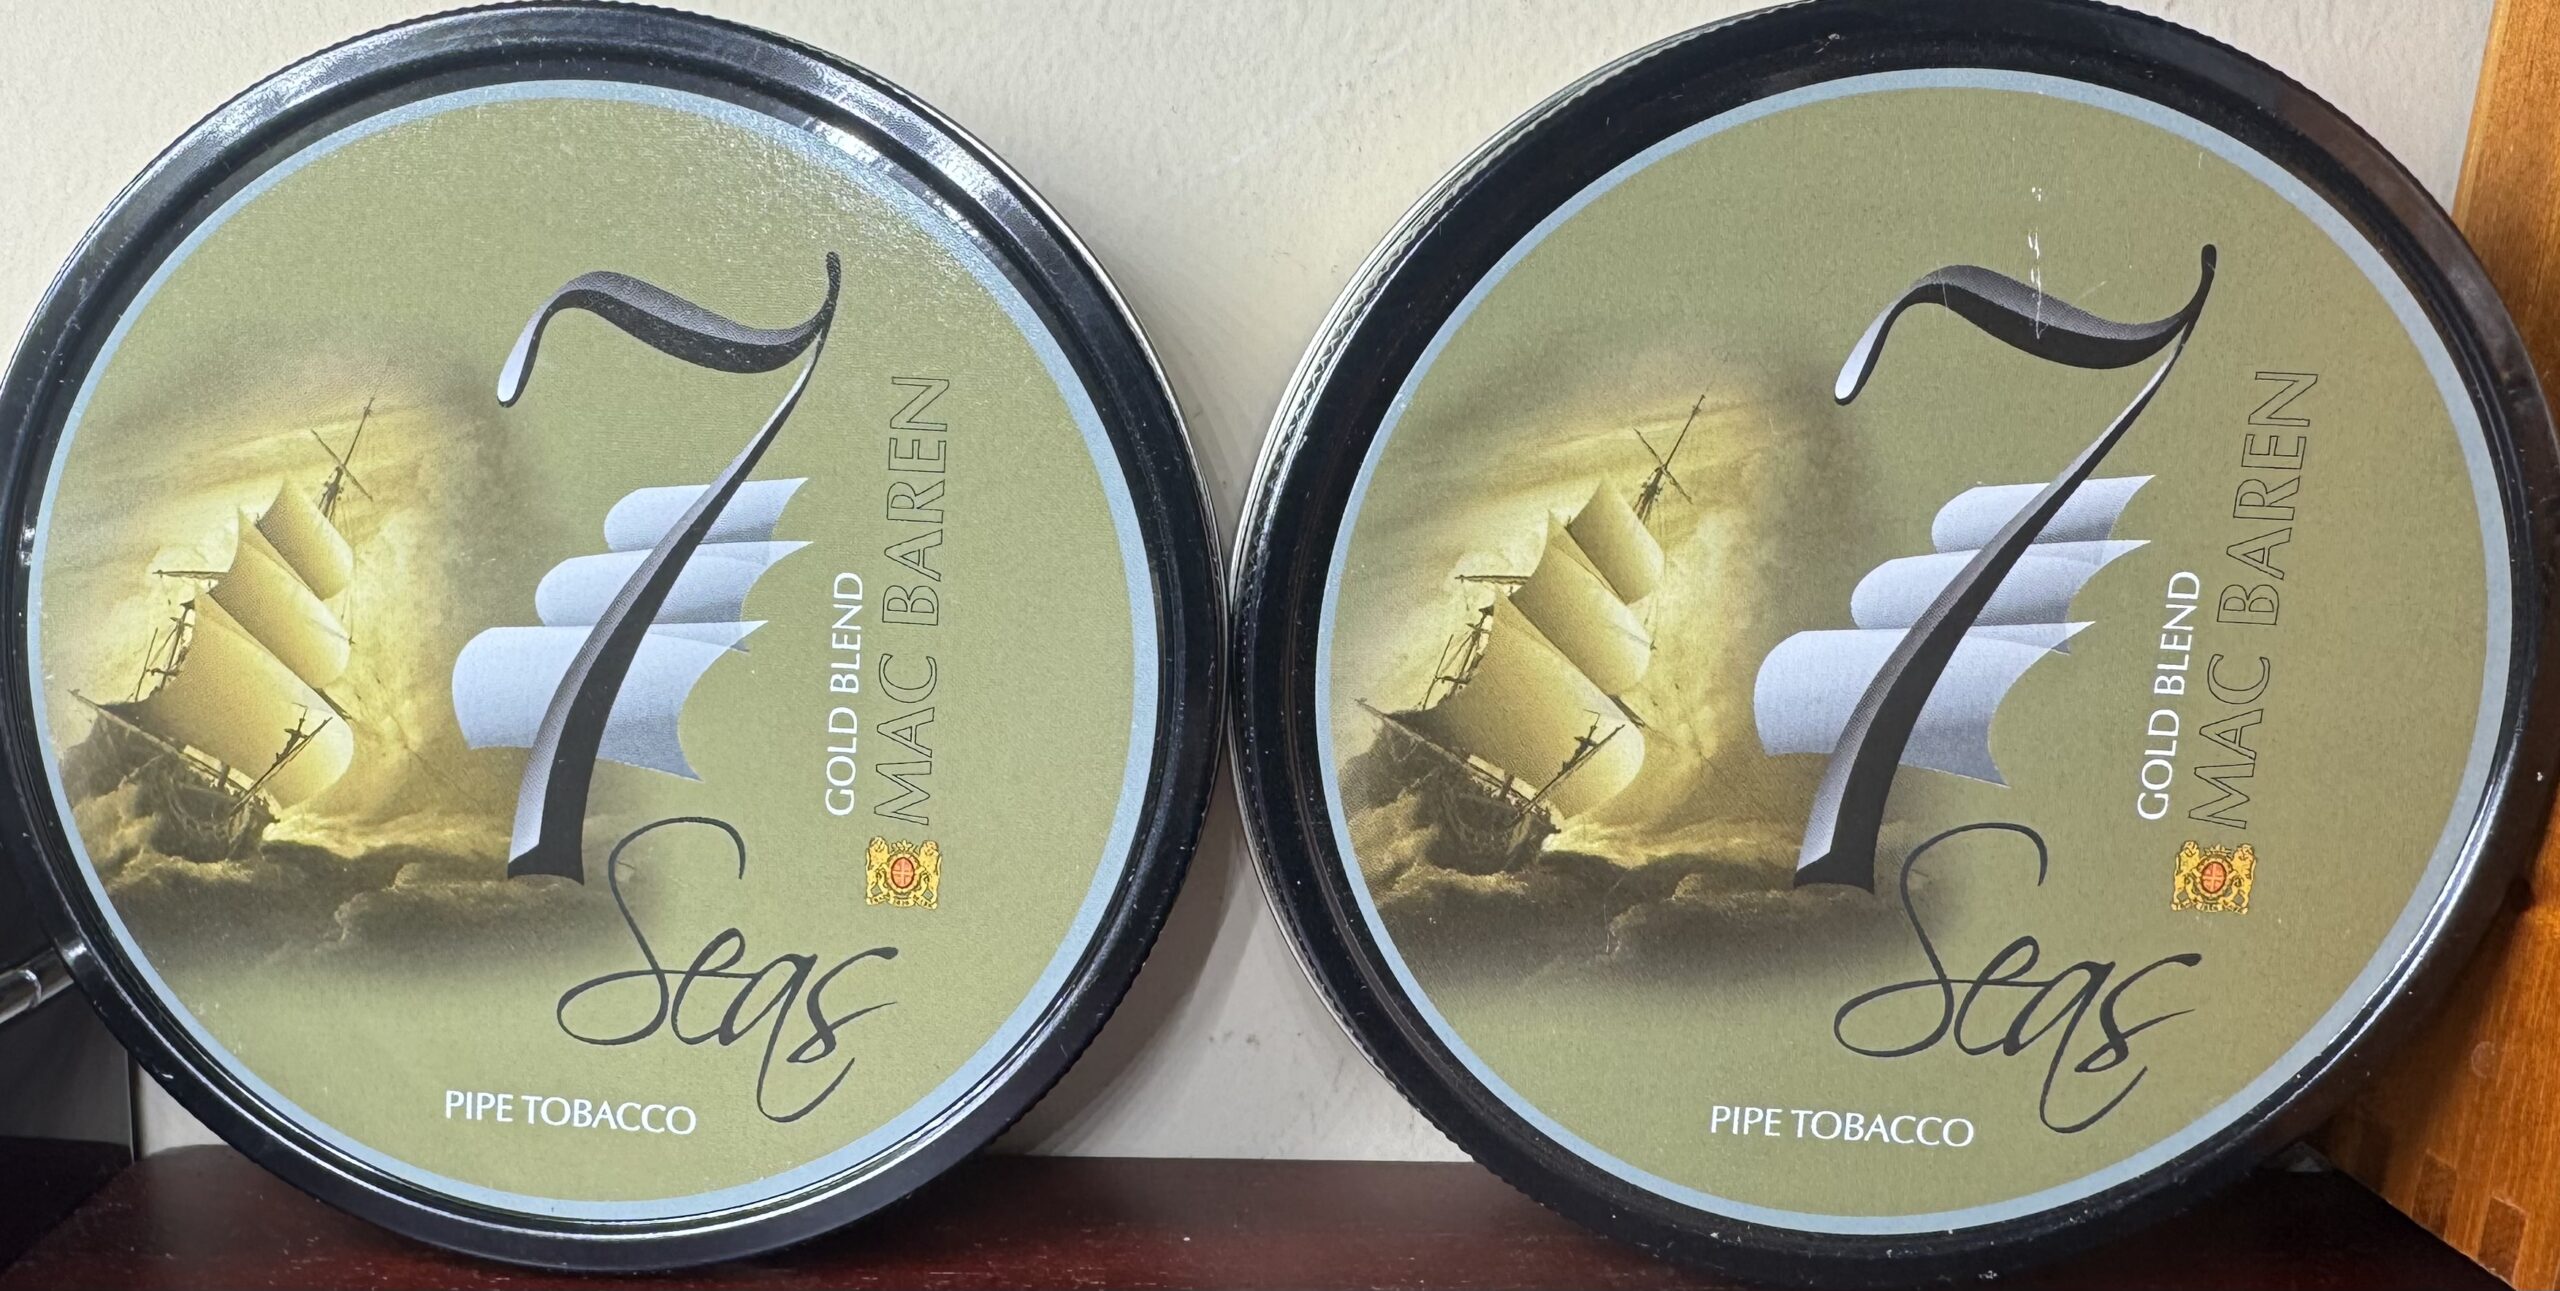 7
Seas
GOLD BLEND
MAC BAREN
PIPE TOBACCO
7
Seas
GOLD BLEND
MAC BAREN
PIPE TOBACCO